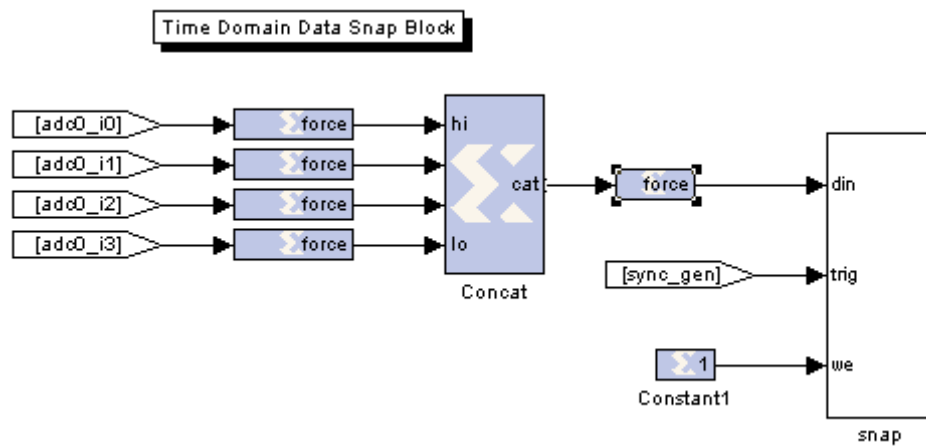 Time Domain Data Snap Block
[adc0_i0]
force
hi
[adc0_i1]
force
[adc0_i2]
force
[adc0_i3]
force
lo
cat
Concat
force
din
[sync_gen]
trig
1
we
Constant1
snap